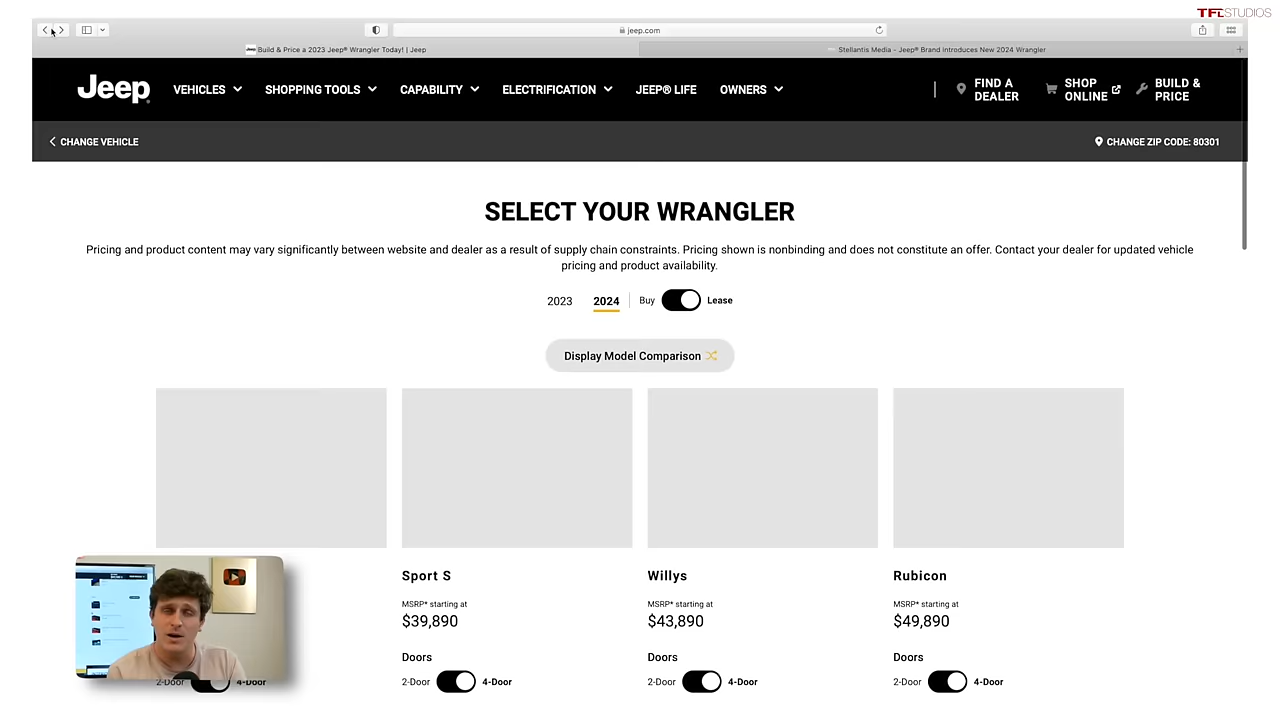 TFLSTUDIOS
jeep.com
Build & Price a 2023 Jeep® Wrangler Today! | Jeep
Stellantis Media - Jeep® Brand Introduces New 2024 Wrangler
Jeep
VEHICLES
SHOPPING TOOLS
CAPABILITY
ELECTRIFICATION
JEEP® LIFE
OWNERS
FIND A
DEALER
SHOP
ONLINE
BUILD &
PRICE
CHANGE VEHICLE
CHANGE ZIP CODE: 80301
SELECT YOUR WRANGLER
Pricing and product content may vary significantly between website and dealer as a result of supply chain constraints. Pricing shown is nonbinding and does not constitute an offer. Contact your dealer for updated vehicle
pricing and product availability.
2023 2024 Buy Lease
Display Model Comparison
Sport S
MSRP* starting at
$39,890
Doors
2-Door 4-Door
Willys
MSRP* starting at
$43,890
Doors
2-Door 4-Door
Rubicon
MSRP* starting at
$49,890
Doors
2-Door 4-Door
2-Door 4-Door